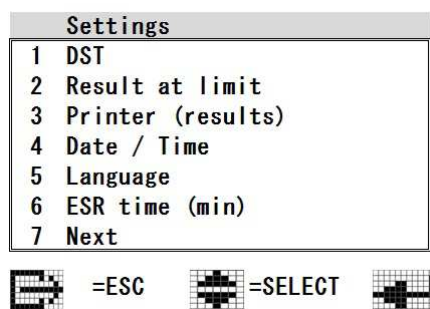 Settings
1 DST
2 Result at limit
3 Printer (results)
4 Date / Time
5 Language
6 ESR time (min)
7 Next
=ESC =SELECT